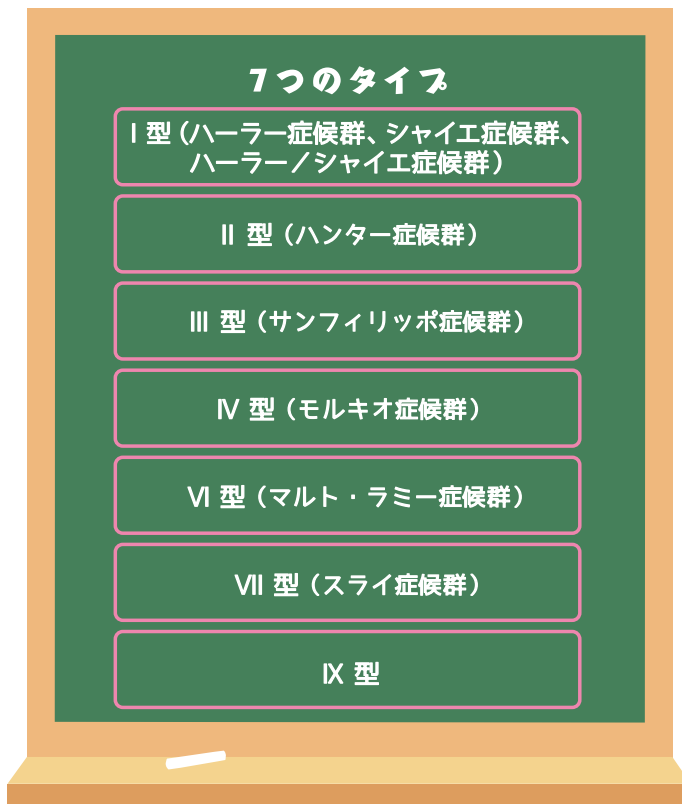 7つのタイプ
Ⅰ 型(ハーラー症候群、シャイエ症候群、
ハーラー／シャイエ症候群)
Ⅱ 型(ハンター症候群)
Ⅲ 型(サンフィリッポ症候群)
Ⅳ 型(モルキオ症候群)
Ⅵ 型(マルト・ラミー症候群)
Ⅶ 型(スライ症候群)
Ⅸ 型